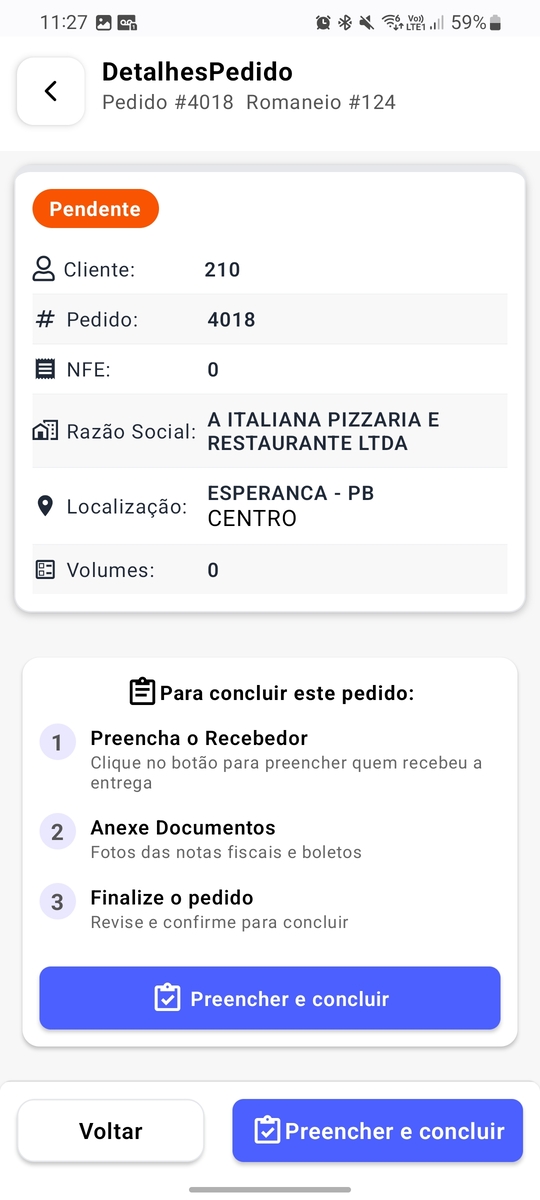 11:27 59%
DetalhesPedido
Pedido #4018 Romaneio #124
Pendente
Cliente: 210
# Pedido: 4018
NFE: 0
Razão Social: A ITALIANA PIZZARIA E
RESTAURANTE LTDA
Localização: ESPERANCA - PB
CENTRO
Volumes: 0
Para concluir este pedido:
1 Preencha o Recebedor
Clique no botão para preencher quem recebeu a
entrega
2 Anexe Documentos
Fotos das notas fiscais e boletos
3 Finalize o pedido
Revise e confirme para concluir
Preencher e concluir
Voltar Preencher e concluir